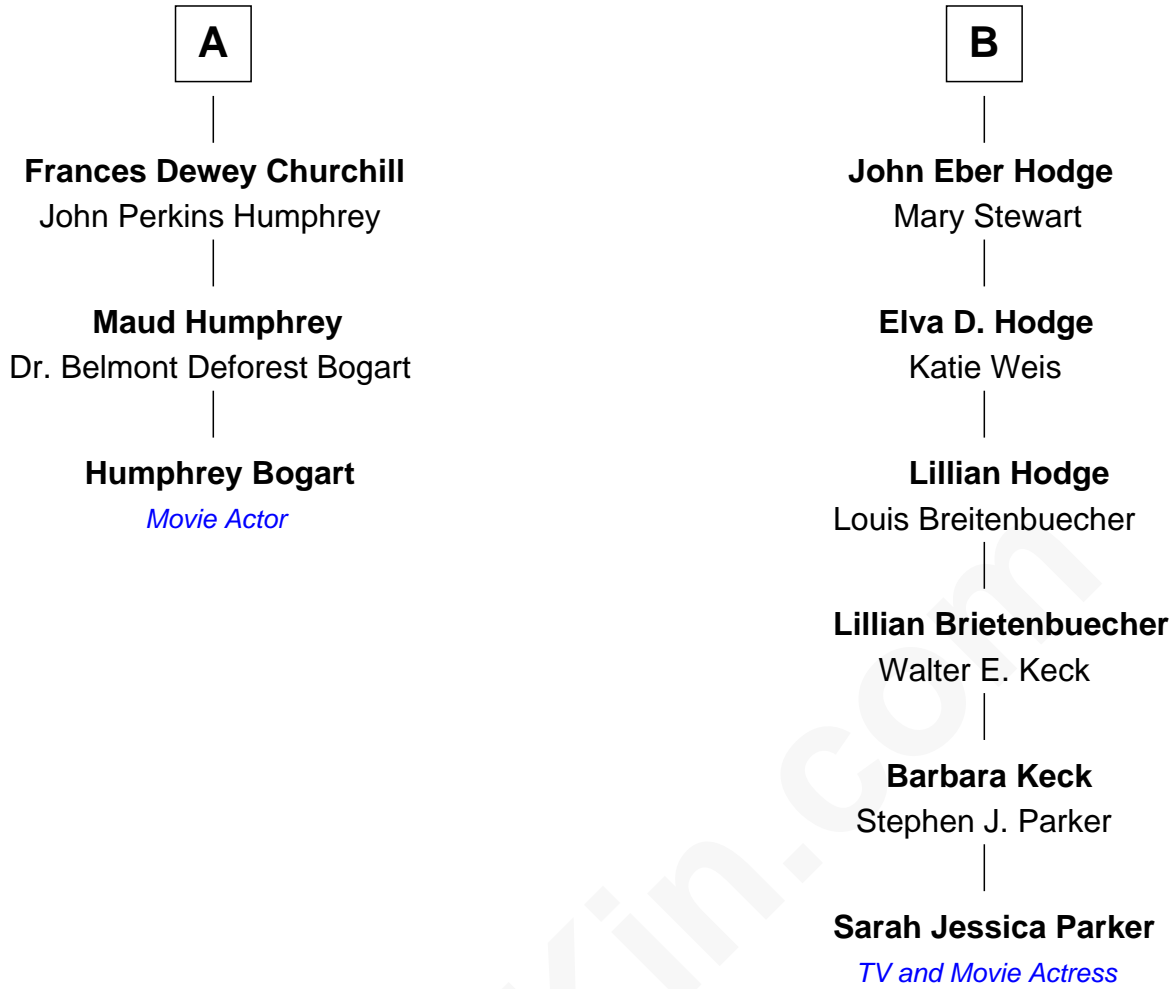 A
Frances Dewey Churchill
John Perkins Humphrey
Maud Humphrey
Dr. Belmont Deforest Bogart
Humphrey Bogart
Movie Actor
B
John Eber Hodge
Mary Stewart
Elva D. Hodge
Katie Weis
Lillian Hodge
Louis Breitenbuecher
Lillian Brietenbuecher
Walter E. Keck
Barbara Keck
Stephen J. Parker
Sarah Jessica Parker
TV and Movie Actress
Kin.com